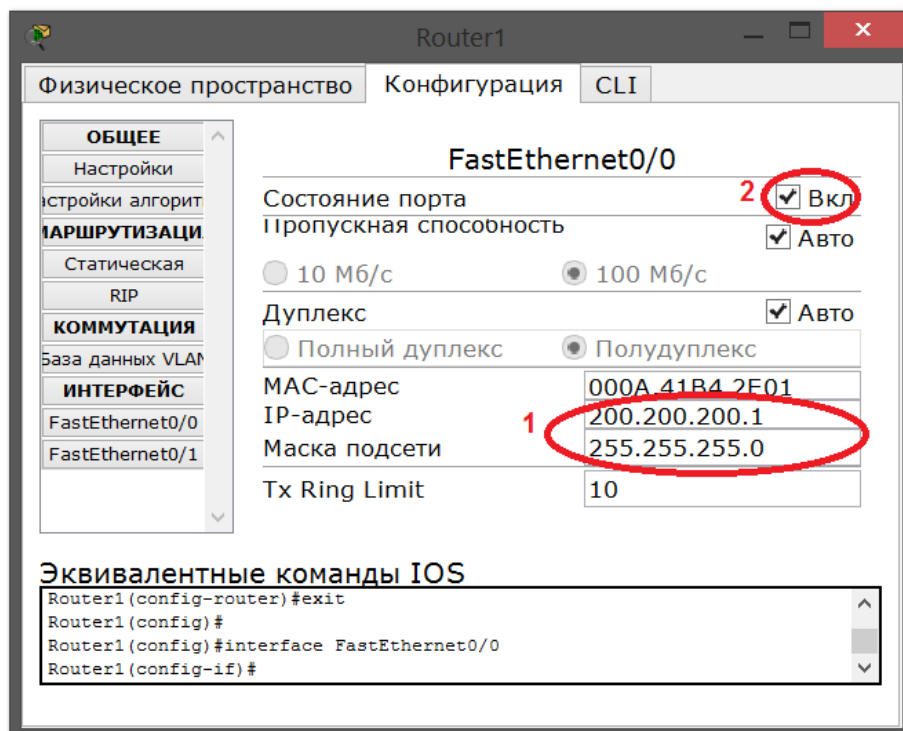 Router1
Физическое пространство Конфигурация CLI
ОБЩЕЕ
Настройки
астройки алгорит
МАРШРУТИЗАЦИ
Статическая
RIP
КОММУТАЦИЯ
База данных VLAN
ИНТЕРФЕЙС
FastEthernet0/0
FastEthernet0/1
FastEthernet0/0
Состояние порта 2 Вкл
Пропускная способность Авто
10 Мб/с 100 Мб/с
Дуплекс Авто
Полный дуплекс Полудуплекс
MAC-адрес 000A.41B4.2E01
IP-адрес 1 200.200.200.1
Маска подсети 255.255.255.0
Tx Ring Limit 10
Эквивалентные команды IOS
Router1(config-router)#exit
Router1(config)#
Router1(config)#interface FastEthernet0/0
Router1(config-if)#